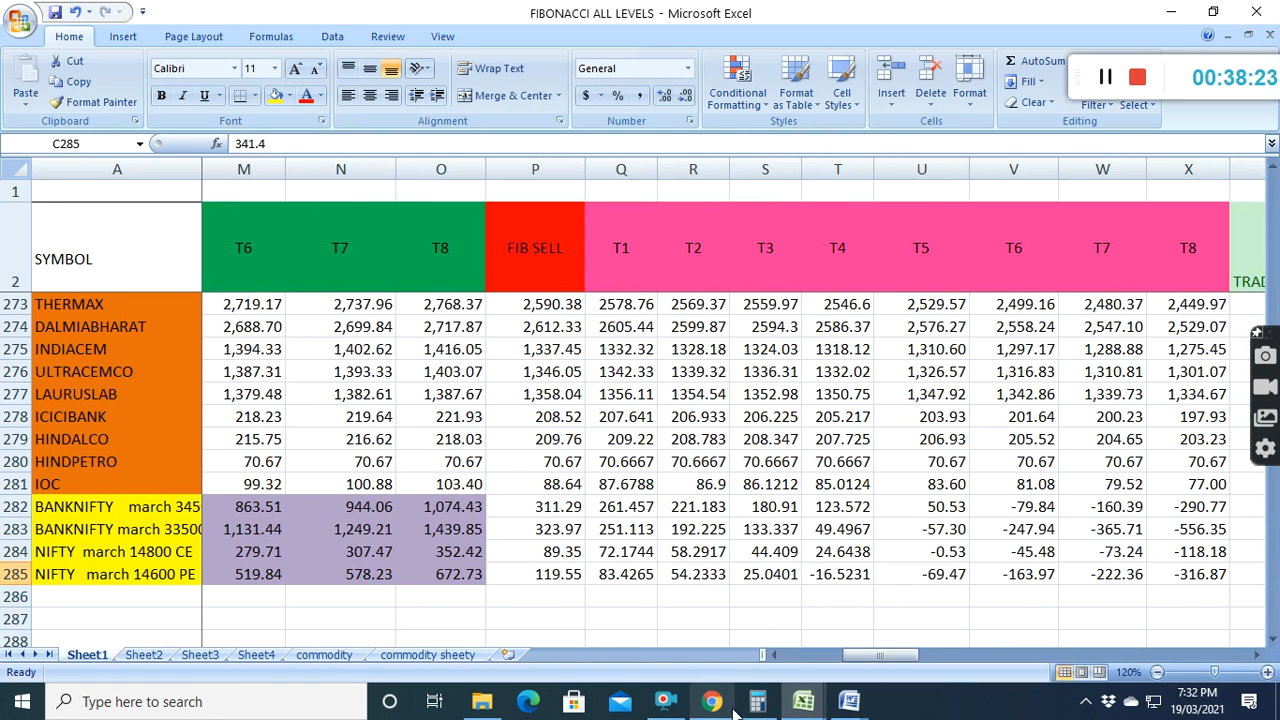 FIBONACCI ALL LEVELS - Microsoft Excel
Home Insert Page Layout Formulas Data Review View
Paste Cut Copy Format Painter Clipboard
Calibri 11 A A B I U A Font
Wrap Text Merge & Center Alignment
General $ % , Number
Conditional Formatting Format as Table Cell Styles Styles
Insert Delete Format Cells
Σ AutoSum Fill Clear Filter Select Editing
00:38:23
C285 fx 341.4
A M N O P Q R S T U V W X
1
2 SYMBOL T6 T7 T8 FIB SELL T1 T2 T3 T4 T5 T6 T7 T8
273 THERMAX 2,719.17 2,737.96 2,768.37 2,590.38 2578.76 2569.37 2559.97 2546.6 2,529.57 2,499.16 2,480.37 2,449.97
274 DALMIABHARAT 2,688.70 2,699.84 2,717.87 2,612.33 2605.44 2599.87 2594.3 2586.37 2,576.27 2,558.24 2,547.10 2,529.07
275 INDIACEM 1,394.33 1,402.62 1,416.05 1,337.45 1332.32 1328.18 1324.03 1318.12 1,310.60 1,297.17 1,288.88 1,275.45
276 ULTRACEMCO 1,387.31 1,393.33 1,403.07 1,346.05 1342.33 1339.32 1336.31 1332.02 1,326.57 1,316.83 1,310.81 1,301.07
277 LAURUSLAB 1,379.48 1,382.61 1,387.67 1,358.04 1356.11 1354.54 1352.98 1350.75 1,347.92 1,342.86 1,339.73 1,334.67
278 ICICIBANK 218.23 219.64 221.93 208.52 207.641 206.933 206.225 205.217 203.93 201.64 200.23 197.93
279 HINDALCO 215.75 216.62 218.03 209.76 209.22 208.783 208.347 207.725 206.93 205.52 204.65 203.23
280 HINDPETRO 70.67 70.67 70.67 70.67 70.6667 70.6667 70.6667 70.6667 70.67 70.67 70.67 70.67
281 IOC 99.32 100.88 103.40 88.64 87.6788 86.9 86.1212 85.0124 83.60 81.08 79.52 77.00
282 BANKNIFTY march 345 863.51 944.06 1,074.43 311.29 261.457 221.183 180.91 123.572 50.53 -79.84 -160.39 -290.77
283 BANKNIFTY march 33500 1,131.44 1,249.21 1,439.85 323.97 251.113 192.225 133.337 49.4967 -57.30 -247.94 -365.71 -556.35
284 NIFTY march 14800 CE 279.71 307.47 352.42 89.35 72.1744 58.2917 44.409 24.6438 -0.53 -45.48 -73.24 -118.18
285 NIFTY march 14600 PE 519.84 578.23 672.73 119.55 83.4265 54.2333 25.0401 -16.5231 -69.47 -163.97 -222.36 -316.87
286
287
288
Sheet1 Sheet2 Sheet3 Sheet4 commodity commodity sheety
Ready 120%
Type here to search
7:32 PM
19/03/2021